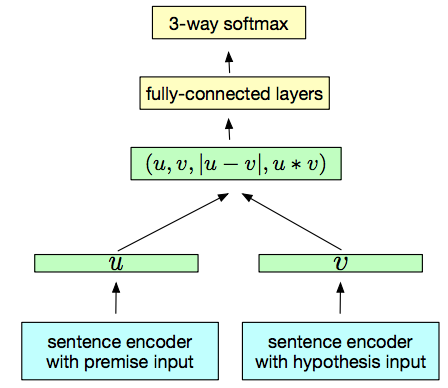 3-way softmax
fully-connected layers
(u, v, |u − v|, u ∗ v)
u
v
sentence encoder
with premise input
sentence encoder
with hypothesis input